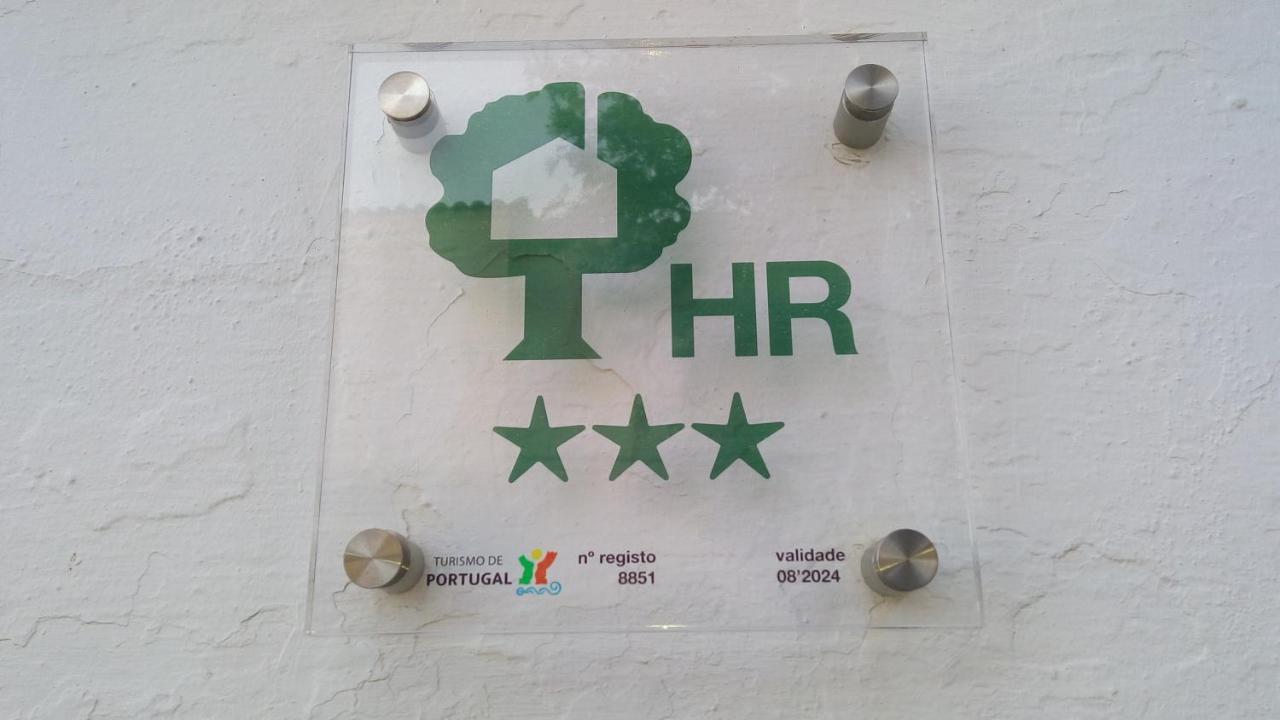 HR
TURISMO DE
PORTUGAL
nº registo
8851
validade
08'2024